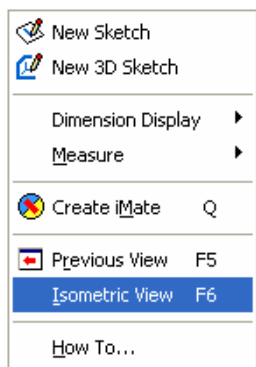 New Sketch
New 3D Sketch
Dimension Display
Measure
Create iMate Q
Previous View F5
Isometric View F6
How To...